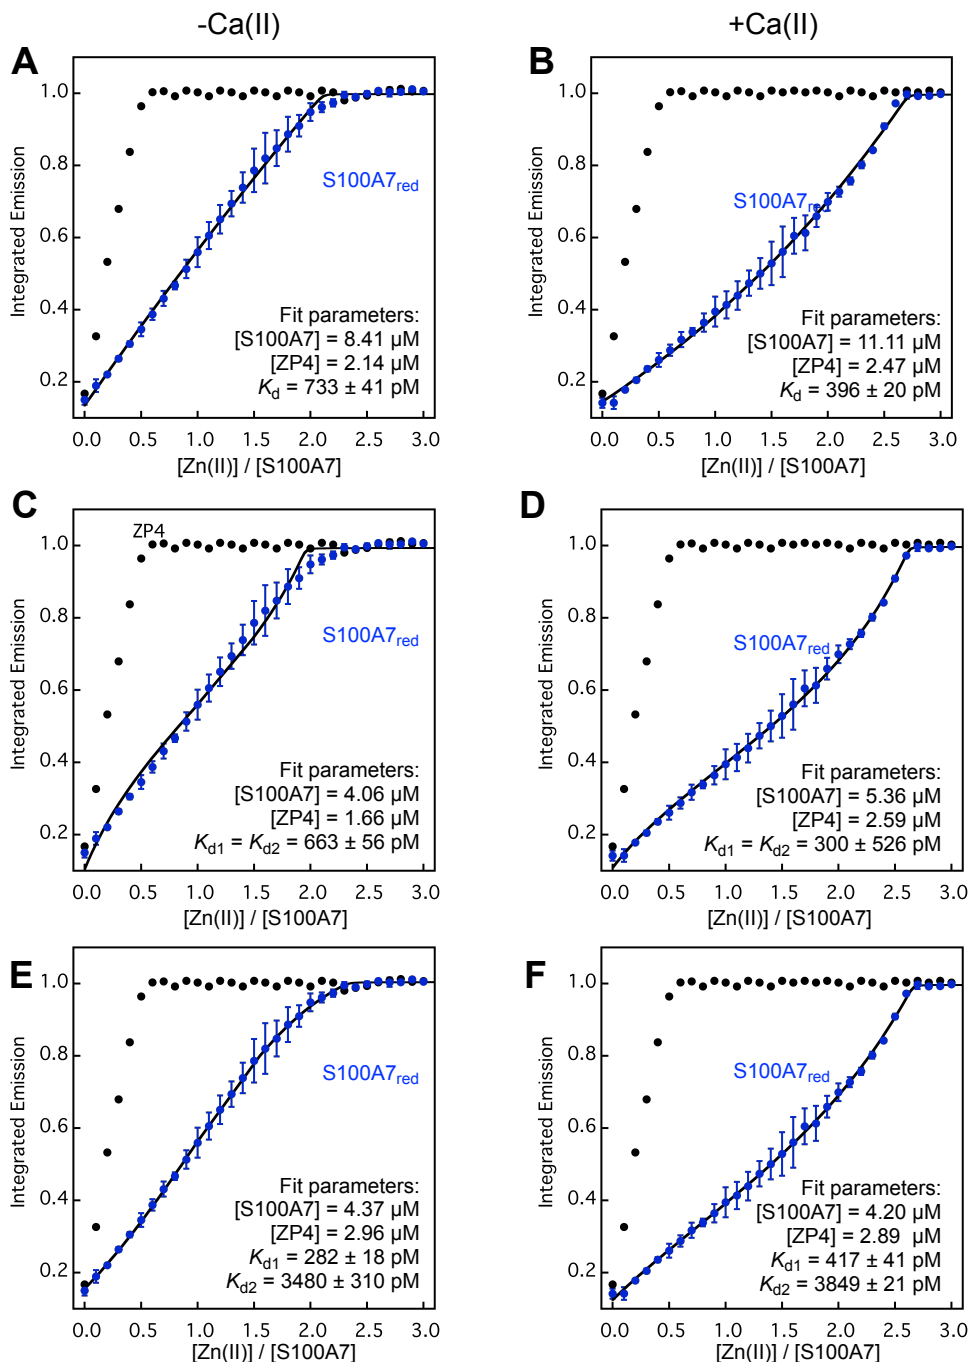 -Ca(II)
+Ca(II)
A
Integrated Emission
1.0
0.8
0.6
0.4
0.2
S100A7red
Fit parameters:
[S100A7] = 8.41 µM
[ZP4] = 2.14 µM
Kd = 733 ± 41 pM
0.0 0.5 1.0 1.5 2.0 2.5 3.0
[Zn(II)] / [S100A7]
B
Integrated Emission
1.0
0.8
0.6
0.4
0.2
S100A7re
Fit parameters:
[S100A7] = 11.11 µM
[ZP4] = 2.47 µM
Kd = 396 ± 20 pM
0.0 0.5 1.0 1.5 2.0 2.5 3.0
[Zn(II)] / [S100A7]
C
Integrated Emission
1.0
0.8
0.6
0.4
0.2
ZP4
S100A7red
Fit parameters:
[S100A7] = 4.06 µM
[ZP4] = 1.66 µM
Kd1 = Kd2 = 663 ± 56 pM
0.0 0.5 1.0 1.5 2.0 2.5 3.0
[Zn(II)] / [S100A7]
D
Integrated Emission
1.0
0.8
0.6
0.4
0.2
S100A7red
Fit parameters:
[S100A7] = 5.36 µM
[ZP4] = 2.59 µM
Kd1 = Kd2 = 300 ± 526 pM
0.0 0.5 1.0 1.5 2.0 2.5 3.0
[Zn(II)] / [S100A7]
E
Integrated Emission
1.0
0.8
0.6
0.4
0.2
S100A7red
Fit parameters:
[S100A7] = 4.37 µM
[ZP4] = 2.96 µM
Kd1 = 282 ± 18 pM
Kd2 = 3480 ± 310 pM
0.0 0.5 1.0 1.5 2.0 2.5 3.0
[Zn(II)] / [S100A7]
F
Integrated Emission
1.0
0.8
0.6
0.4
0.2
S100A7red
Fit parameters:
[S100A7] = 4.20 µM
[ZP4] = 2.89 µM
Kd1 = 417 ± 41 pM
Kd2 = 3849 ± 21 pM
0.0 0.5 1.0 1.5 2.0 2.5 3.0
[Zn(II)] / [S100A7]